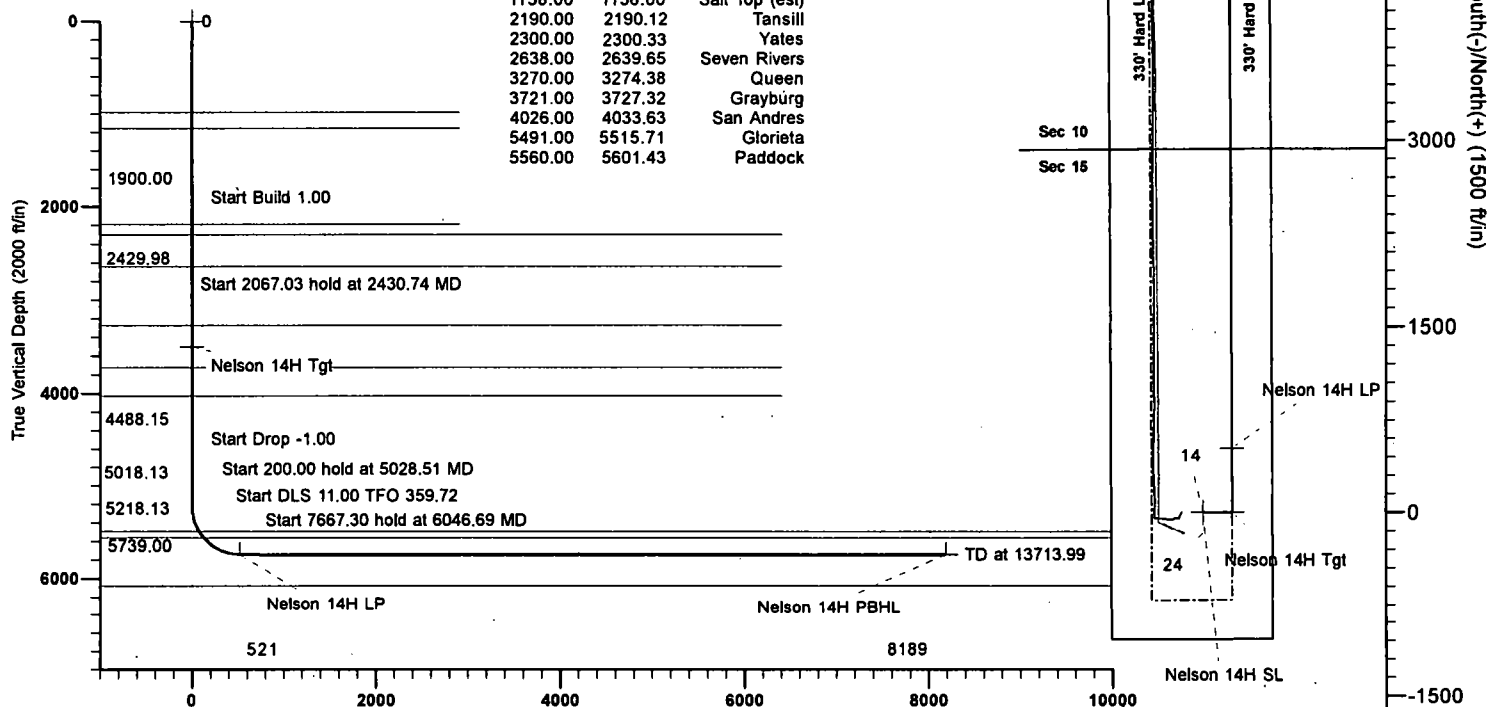 Salt Top (est)
2190.00 2190.12 Tansill
2300.00 2300.33 Yates
2638.00 2639.65 Seven Rivers
3270.00 3274.38 Queen
3721.00 3727.32 Grayburg
4026.00 4033.63 San Andres
5491.00 5515.71 Glorieta
5560.00 5601.43 Paddock
0
0
1900.00
Start Build 1.00
2000
2429.98
Start 2067.03 hold at 2430.74 MD
Nelson 14H Tgt
4000
4488.15
Start Drop -1.00
5018.13
Start 200.00 hold at 5028.51 MD
Start DLS 11.00 TFO 359.72
5218.13
Start 7667.30 hold at 6046.69 MD
5739.00
TD at 13713.99
6000
Nelson 14H LP
Nelson 14H PBHL
521
8189
0
2000
4000
6000
8000
10000
True Vertical Depth (2000 ft/in)
330' Hard
330' Hard
Sec 10
Sec 15
3000
1500
Nelson 14H LP
14
0
24
Nelson 14H Tgt
Nelson 14H SL
-1500
uth(-)/North(+) (1500 ft/in)